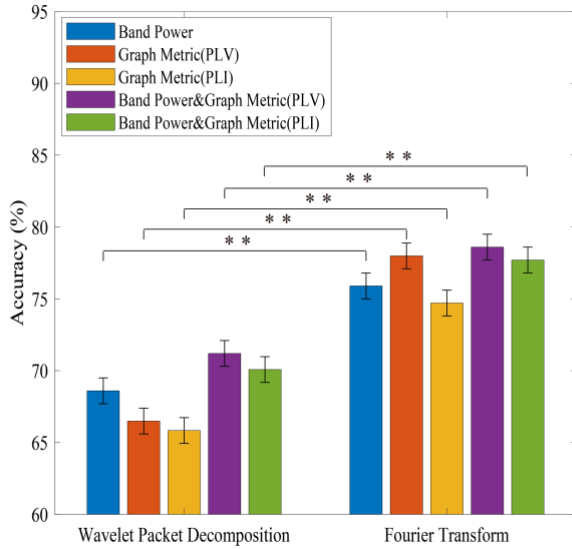 95
90
85
80
75
70
65
60
Accuracy (%)
Band Power
Graph Metric(PLV)
Graph Metric(PLI)
Band Power&Graph Metric(PLV)
Band Power&Graph Metric(PLI)
* *
* *
* *
* *
* *
Wavelet Packet Decomposition
Fourier Transform